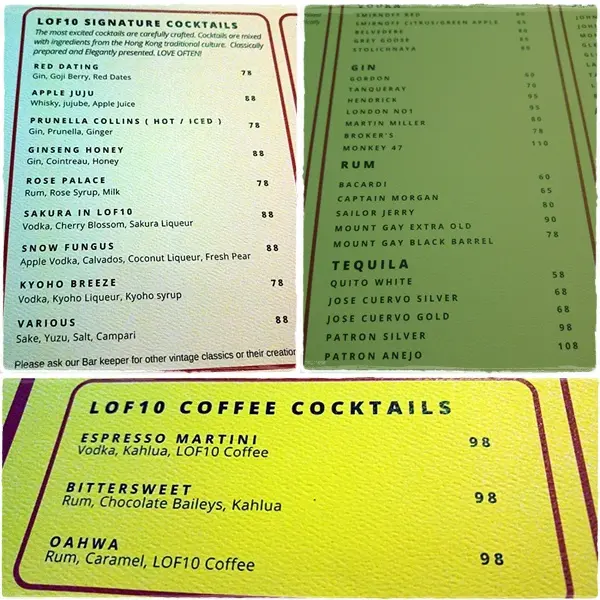 LOF10 SIGNATURE COCKTAILS
The most excited cocktails are carefully crafted. Cocktails are mixed
with ingredients from the Hong Kong traditional culture. Classically
prepared and Elegantly presented, LOVE OFTEN!
RED DATING 78
Gin, Goji Berry, Red Dates
APPLE JUJU 88
Whisky, jujube, Apple Juice
PRUNELLA COLLINS ( HOT / ICED ) 78
Gin, Prunella, Ginger
GINSENG HONEY 88
Gin, Cointreau, Honey
ROSE PALACE 78
Rum, Rose Syrup, Milk
SAKURA IN LOF10 88
Vodka, Cherry Blossom, Sakura Liqueur
SNOW FUNGUS 88
Apple Vodka, Calvados, Coconut Liqueur, Fresh Pear
KYOHO BREEZE 78
Vodka, Kyoho Liqueur, Kyoho syrup
VARIOUS 88
Sake, Yuzu, Salt, Campari
Please ask our Bar keeper for other vintage classics or their creation
VODKA
SMIRNOFF RED
SMIRNOFF CITROS/GREEN APPLE
BELVEDERE
GREY GOOSE
STOLICHNAYA
GIN
GORDON 60
TANQUERAY 70
HENDRICK 95
LONDON NO1 95
MARTIN MILLER 80
BROKER'S 78
MONKEY 47 110
RUM
BACARDI 60
CAPTAIN MORGAN 65
SAILOR JERRY 80
MOUNT GAY EXTRA OLD 90
MOUNT GAY BLACK BARREL 78
TEQUILA
QUITO WHITE 58
JOSE CUERVO SILVER 68
JOSE CUERVO GOLD 68
PATRON SILVER 98
PATRON ANEJO 108
LOF10 COFFEE COCKTAILS
ESPRESSO MARTINI 98
Vodka, Kahlua, LOF10 Coffee
BITTERSWEET 98
Rum, Chocolate Baileys, Kahlua
OAHWA 98
Rum, Caramel, LOF10 Coffee